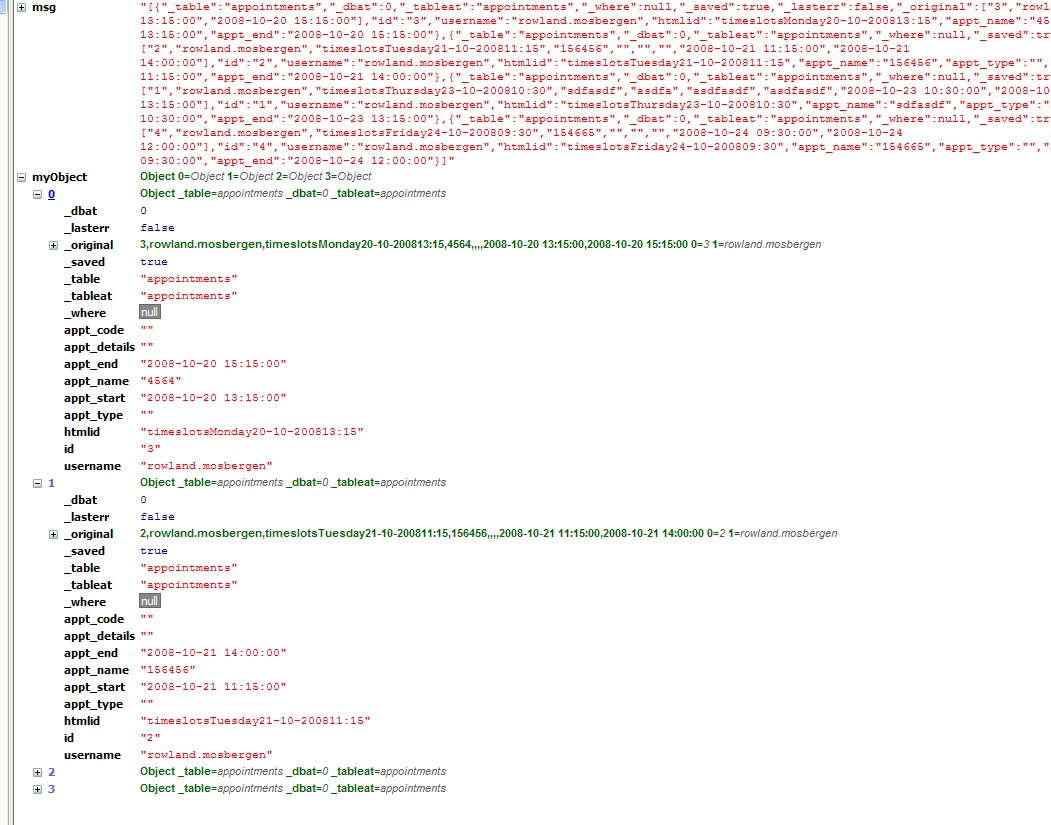 msg "[{"_table":"appointments","_dbat":0,"_tableat":"appointments","_where":null,"_saved":true,"_lasterr":false,"_original":["3","rowl
13:15:00","2008-10-20 15:15:00"],"id":"3","username":"rowland.mosbergen","htmlid":"timeslotsMonday20-10-200813:15","appt_name":"45
13:15:00","appt_end":"2008-10-20 15:15:00"},{"_table":"appointments","_dbat":0,"_tableat":"appointments","_where":null,"_saved":tr
["2","rowland.mosbergen","timeslotsTuesday21-10-200811:15","156456","","","","2008-10-21 11:15:00","2008-10-21
14:00:00"],"id":"2","username":"rowland.mosbergen","htmlid":"timeslotsTuesday21-10-200811:15","appt_name":"156456","appt_type":"",
11:15:00","appt_end":"2008-10-21 14:00:00"},{"_table":"appointments","_dbat":0,"_tableat":"appointments","_where":null,"_saved":tr
["1","rowland.mosbergen","timeslotsThursday23-10-200810:30","sdfasdf","asdfa","asdfasdf","asdfasdf","2008-10-23 10:30:00","2008-10
13:15:00"],"id":"1","username":"rowland.mosbergen","htmlid":"timeslotsThursday23-10-200810:30","appt_name":"sdfasdf","appt_type":"
10:30:00","appt_end":"2008-10-23 13:15:00"},{"_table":"appointments","_dbat":0,"_tableat":"appointments","_where":null,"_saved":tr
["4","rowland.mosbergen","timeslotsFriday24-10-200809:30","154665","","","","2008-10-24 09:30:00","2008-10-24
12:00:00"],"id":"4","username":"rowland.mosbergen","htmlid":"timeslotsFriday24-10-200809:30","appt_name":"154665","appt_type":"",
09:30:00","appt_end":"2008-10-24 12:00:00"}]"
myObject Object 0=Object 1=Object 2=Object 3=Object
0 Object _table=appointments _dbat=0 _tableat=appointments
_dbat 0
_lasterr false
_original 3,rowland.mosbergen,timeslotsMonday20-10-200813:15,4564,,,,2008-10-20 13:15:00,2008-10-20 15:15:00 0=3 1=rowland.mosbergen
_saved true
_table "appointments"
_tableat "appointments"
_where null
appt_code ""
appt_details ""
appt_end "2008-10-20 15:15:00"
appt_name "4564"
appt_start "2008-10-20 13:15:00"
appt_type ""
htmlid "timeslotsMonday20-10-200813:15"
id "3"
username "rowland.mosbergen"
1 Object _table=appointments _dbat=0 _tableat=appointments
_dbat 0
_lasterr false
_original 2,rowland.mosbergen,timeslotsTuesday21-10-200811:15,156456,,,,2008-10-21 11:15:00,2008-10-21 14:00:00 0=2 1=rowland.mosbergen
_saved true
_table "appointments"
_tableat "appointments"
_where null
appt_code ""
appt_details ""
appt_end "2008-10-21 14:00:00"
appt_name "156456"
appt_start "2008-10-21 11:15:00"
appt_type ""
htmlid "timeslotsTuesday21-10-200811:15"
id "2"
username "rowland.mosbergen"
2 Object _table=appointments _dbat=0 _tableat=appointments
3 Object _table=appointments _dbat=0 _tableat=appointments